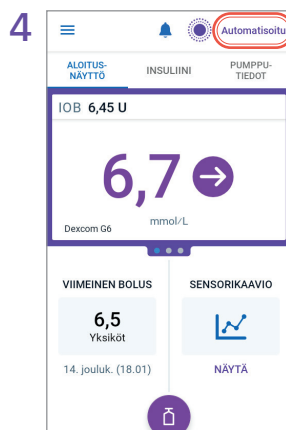 4
Automatisoitu
ALOITUS-
NÄYTTÖ
INSULIINI
PUMPPU-
TIEDOT
IOB 6,45 U
6,7
mmol/L
Dexcom G6
VIIMEINEN BOLUS
6,5
Yksiköt
14. jouluk. (18.01)
SENSORIKAAVIO
NÄYTÄ